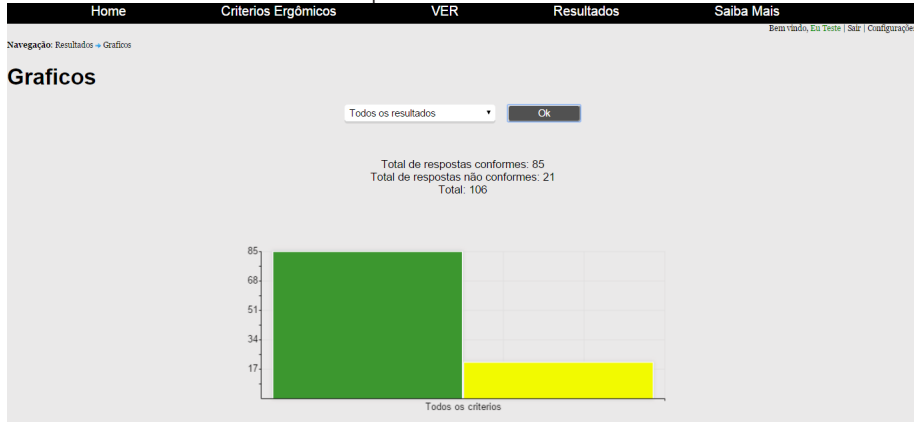 Home Criterios Ergômicos VER Resultados Saiba Mais
Bem vindo, Eu Teste | Sair | Configurações
Navegação: Resultados Graficos
Graficos
Todos os resultados Ok
Total de respostas conformes: 85
Total de respostas não conformes: 21
Total: 106
85
68
51
34
17
Todos os criterios